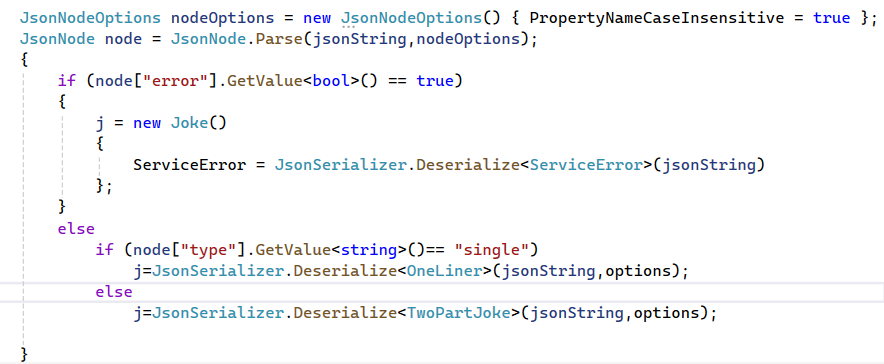 JsonNodeOptions nodeOptions = new JsonNodeOptions() { PropertyNameCaseInsensitive = true };
JsonNode node = JsonNode.Parse(jsonString,nodeOptions);
{
    if (node["error"].GetValue<bool>() == true)
    {
        j = new Joke()
        {
            ServiceError = JsonSerializer.Deserialize<ServiceError>(jsonString)
        };
    }
    else
        if (node["type"].GetValue<string>()== "single")
            j=JsonSerializer.Deserialize<OneLiner>(jsonString,options);
        else
            j=JsonSerializer.Deserialize<TwoPartJoke>(jsonString,options);
}